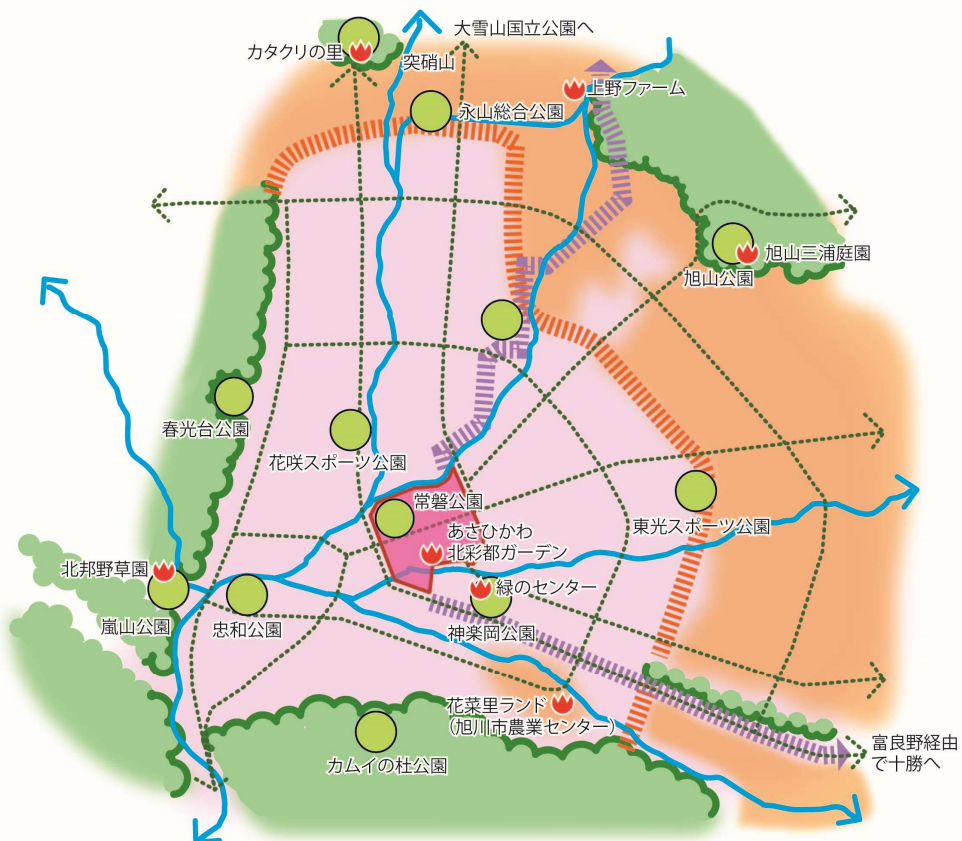 大雪山国立公園へ
カタクリの里
突硝山
上野ファーム
永山総合公園
旭山三浦庭園
旭山公園
春光台公園
花咲スポーツ公園
常磐公園
東光スポーツ公園
あさひかわ
北彩都ガーデン
北邦野草園
緑のセンター
嵐山公園
忠和公園
神楽岡公園
花菜里ランド
（旭川市農業センター）
富良野経由
で十勝へ
カムイの杜公園